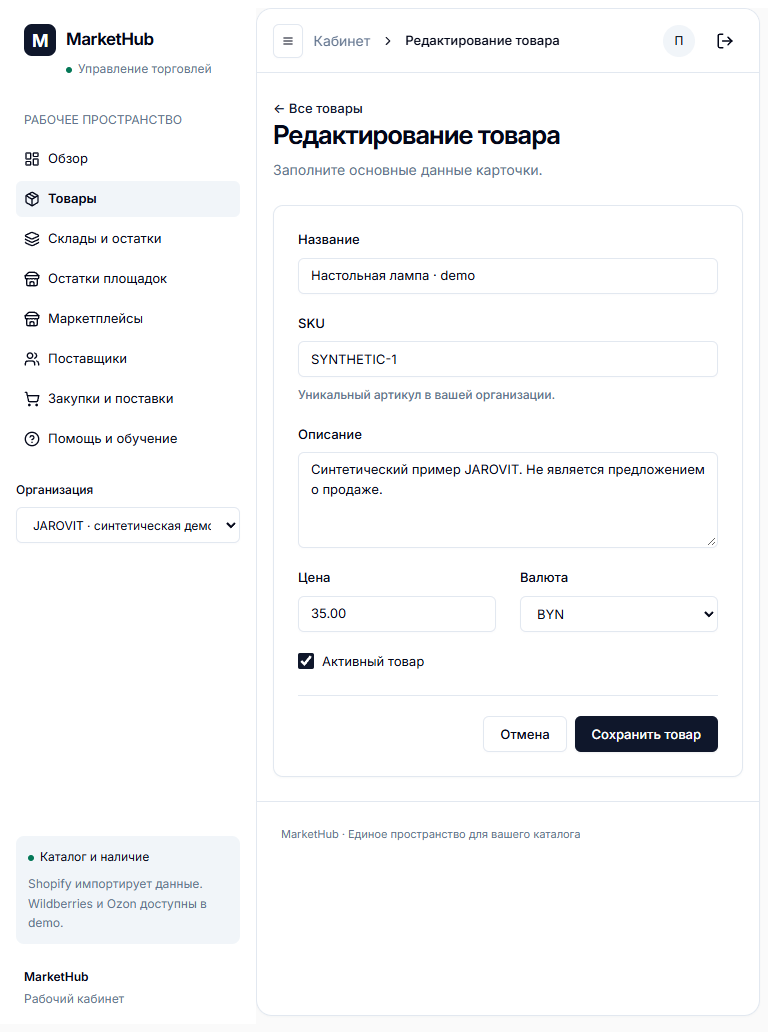 M MarketHub
Управление торговлей
РАБОЧЕЕ ПРОСТРАНСТВО
Обзор
Товары
Склады и остатки
Остатки площадок
Маркетплейсы
Поставщики
Закупки и поставки
Помощь и обучение
Организация
JAROVIT · синтетическая демо
Каталог и наличие
Shopify импортирует данные.
Wildberries и Ozon доступны в
demo.
MarketHub
Рабочий кабинет
Кабинет > Редактирование товара
П
← Все товары
Редактирование товара
Заполните основные данные карточки.
Название
Настольная лампа · demo
SKU
SYNTHETIC-1
Уникальный артикул в вашей организации.
Описание
Синтетический пример JAROVIT. Не является предложением
о продаже.
Цена
Валюта
35.00
BYN
Активный товар
Отмена
Сохранить товар
MarketHub · Единое пространство для вашего каталога